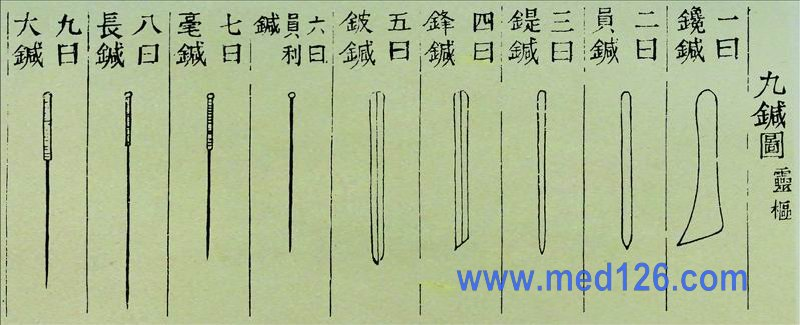 九鍼圖 靈樞
一曰
鑱鍼
二曰
員鍼
三曰
鍉鍼
四曰
鋒鍼
五曰
鈹鍼
六曰
員利
鍼
七曰
毫鍼
八曰
長鍼
九曰
大鍼
www.med126.com